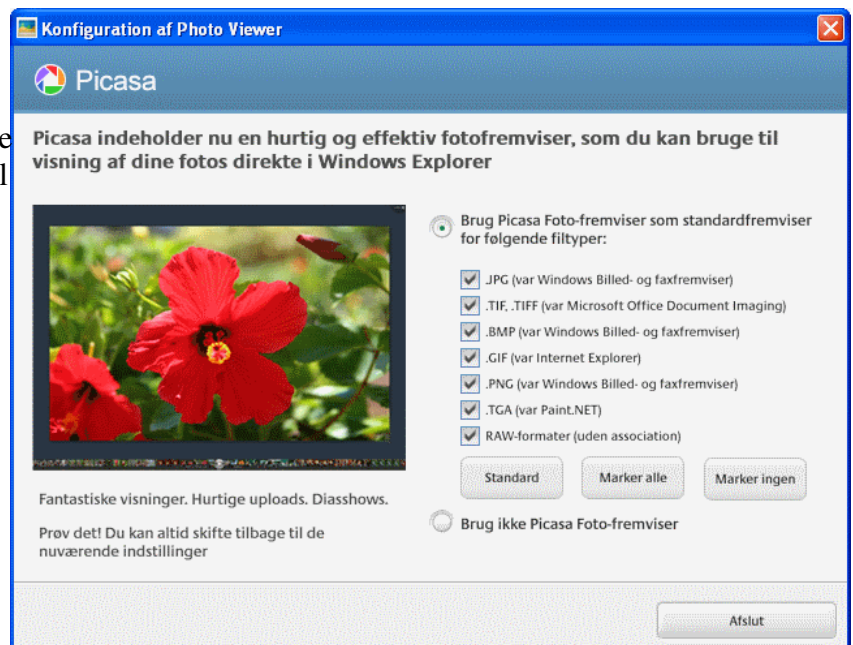 Konfiguration af Photo Viewer
Picasa
e
l
Picasa indeholder nu en hurtig og effektiv fotofremviser, som du kan bruge til
visning af dine fotos direkte i Windows Explorer
Brug Picasa Foto-fremviser som standardfremviser
for følgende filtyper:
.JPG (var Windows Billed- og faxfremviser)
.TIF, .TIFF (var Microsoft Office Document Imaging)
.BMP (var Windows Billed- og faxfremviser)
.GIF (var Internet Explorer)
.PNG (var Windows Billed- og faxfremviser)
.TGA (var Paint.NET)
RAW-formater (uden association)
Standard Marker alle Marker ingen
Brug ikke Picasa Foto-fremviser
Fantastiske visninger. Hurtige uploads. Diasshows.
Prøv det! Du kan altid skifte tilbage til de
nuværende indstillinger
Afslut